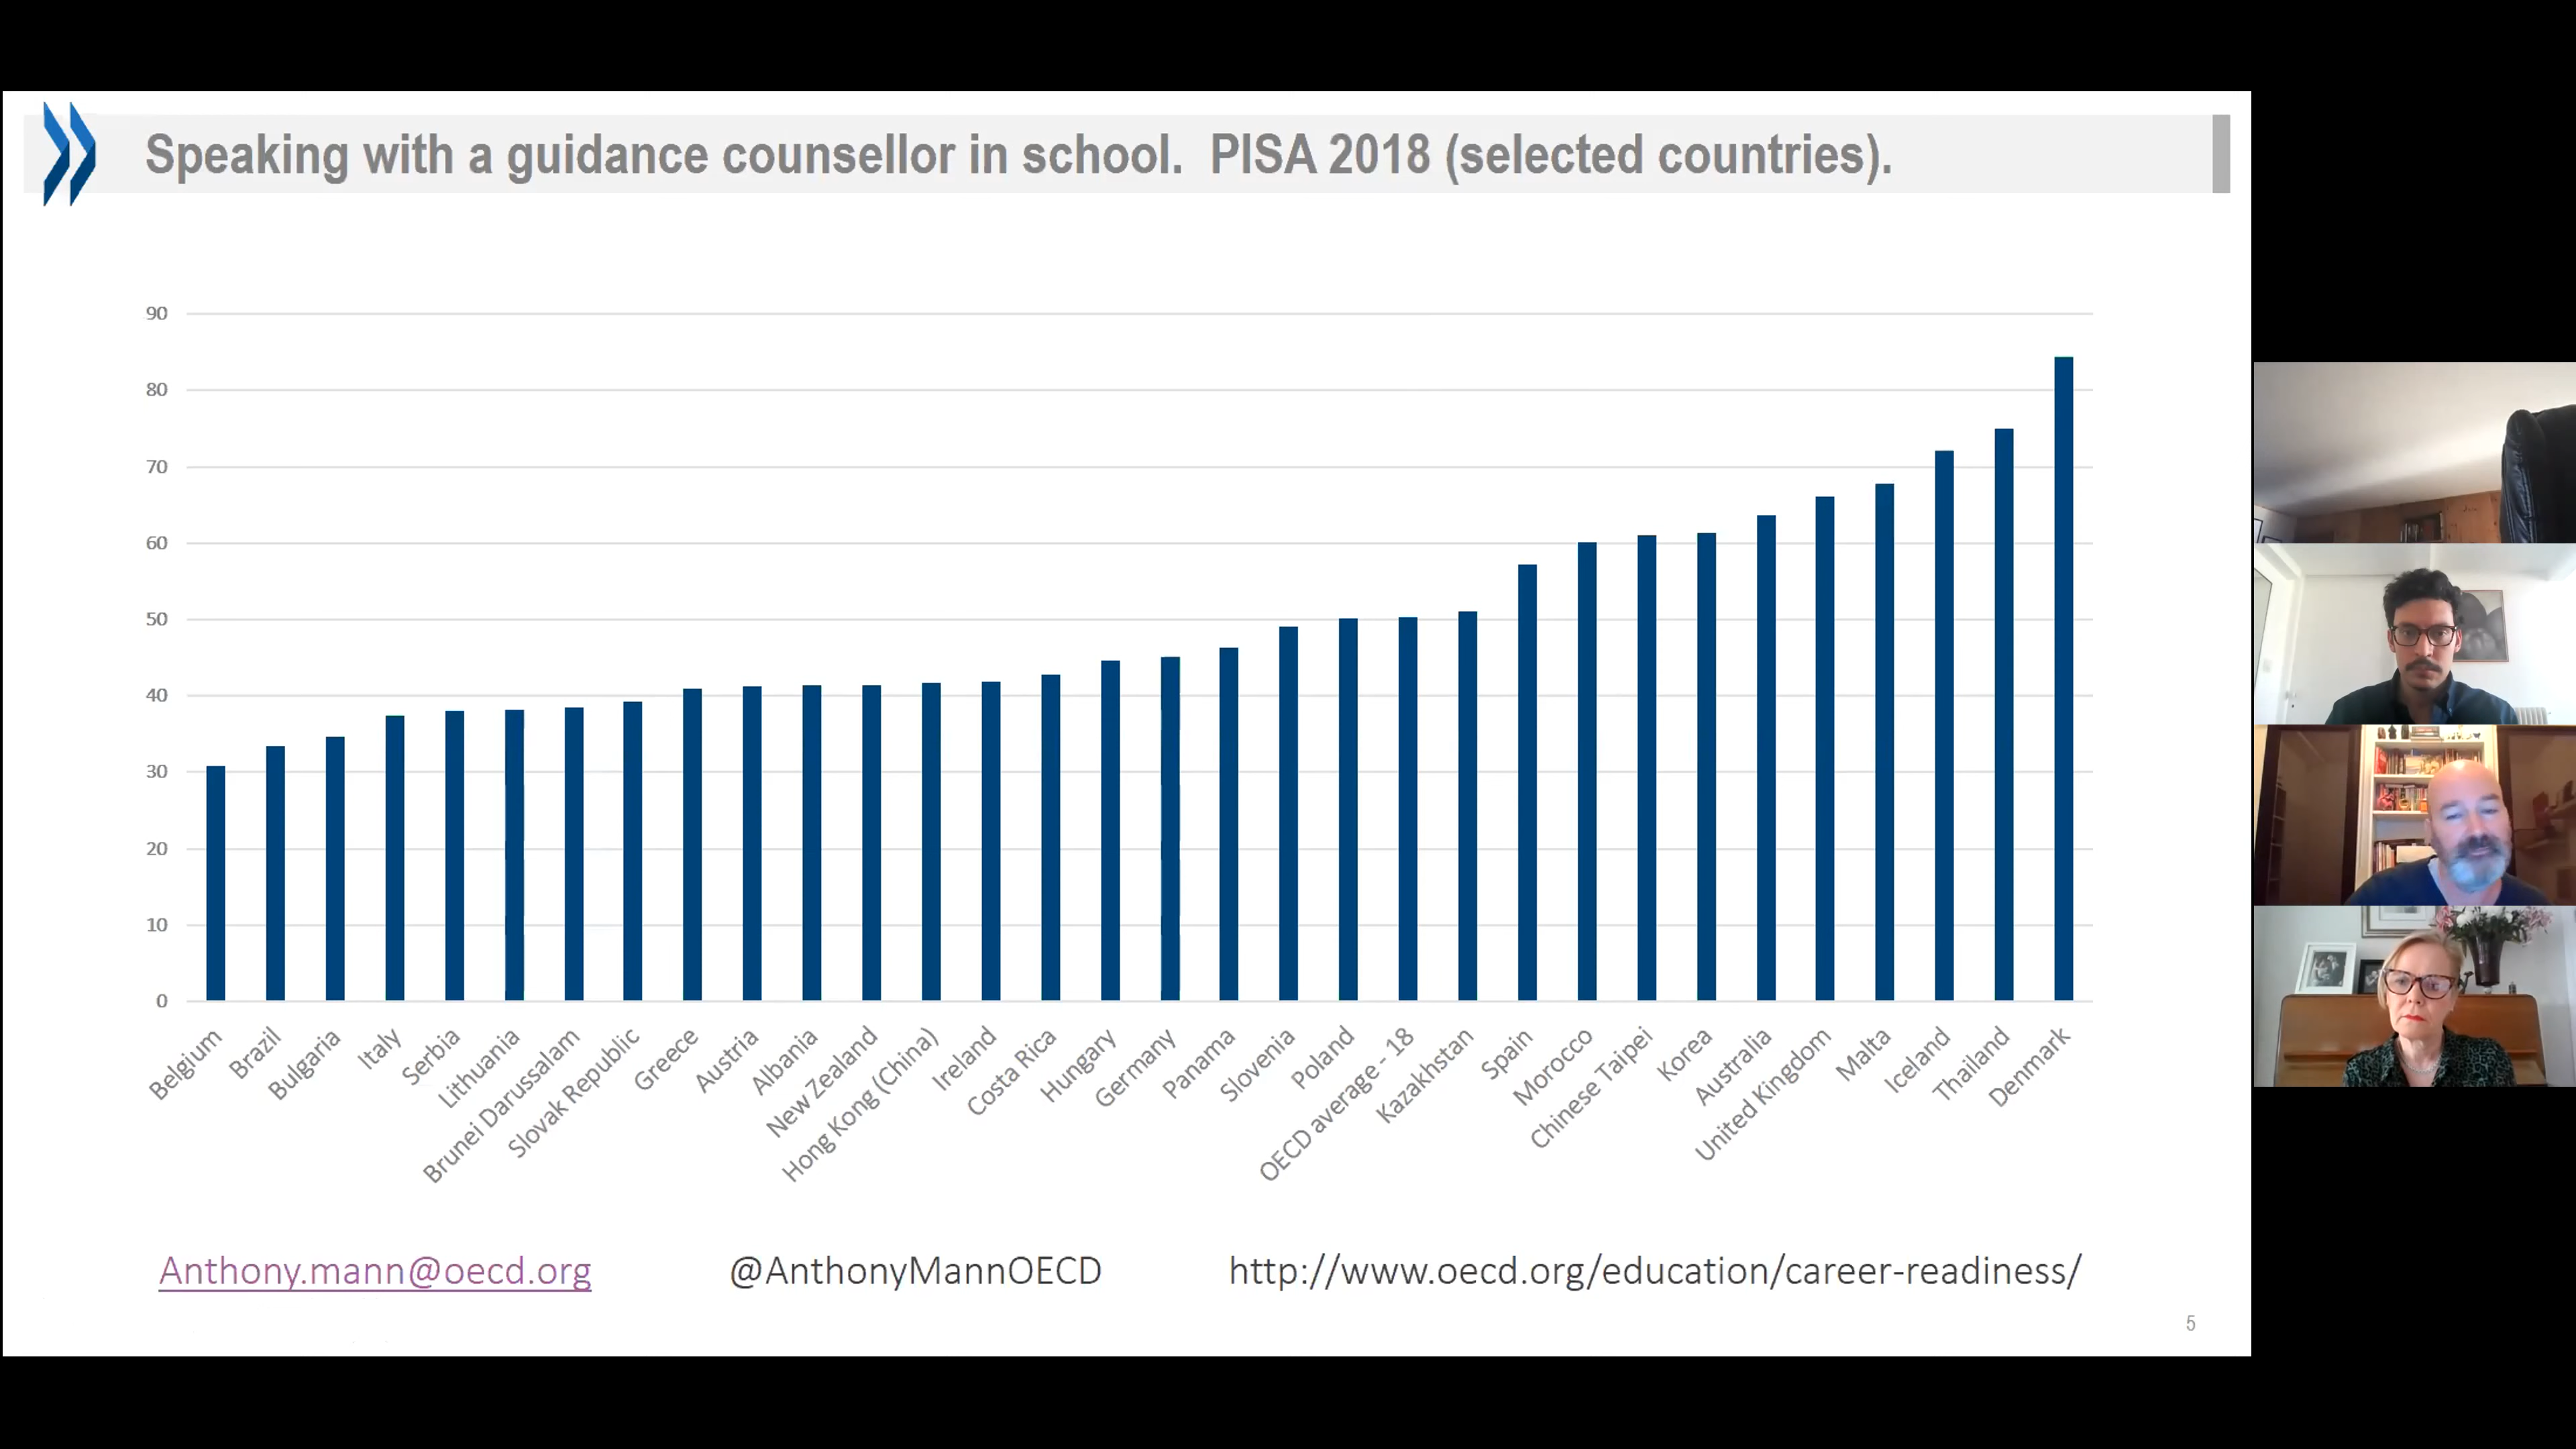 Speaking with a guidance counsellor in school.  PISA 2018 (selected countries).
90
80
70
60
50
40
30
20
10
0
Belgium
Brazil
Bulgaria
Italy
Serbia
Lithuania
Brunei Darussalam
Slovak Republic
Greece
Austria
Albania
New Zealand
Hong Kong (China)
Ireland
Costa Rica
Hungary
Germany
Panama
Slovenia
Poland
OECD average - 18
Kazakhstan
Spain
Morocco
Chinese Taipei
Korea
Australia
United Kingdom
Malta
Iceland
Thailand
Denmark
Anthony.mann@oecd.org @AnthonyMannOECD http://www.oecd.org/education/career-readiness/
5